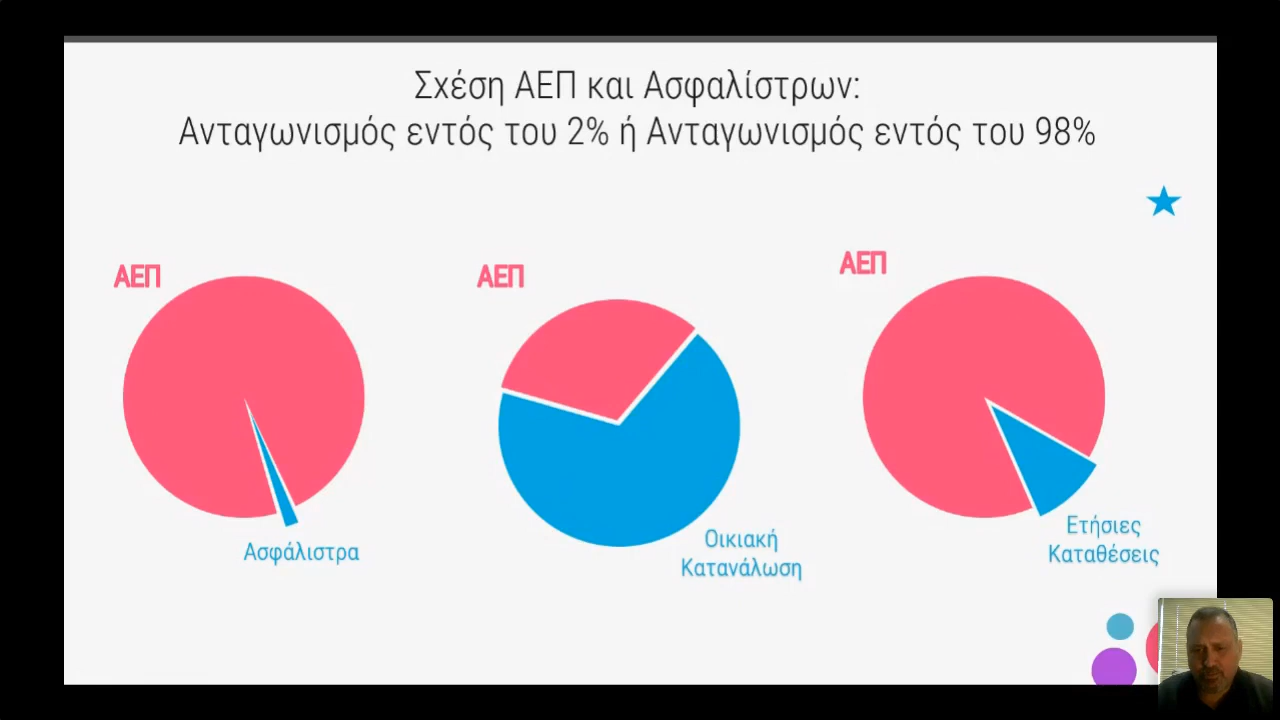 Σχέση ΑΕΠ και Ασφαλίστρων:
Ανταγωνισμός εντός του 2% ή Ανταγωνισμός εντός του 98%
ΑΕΠ
ΑΕΠ
ΑΕΠ
Ασφάλιστρα
Οικιακή
Κατανάλωση
Ετήσιες
Καταθέσεις